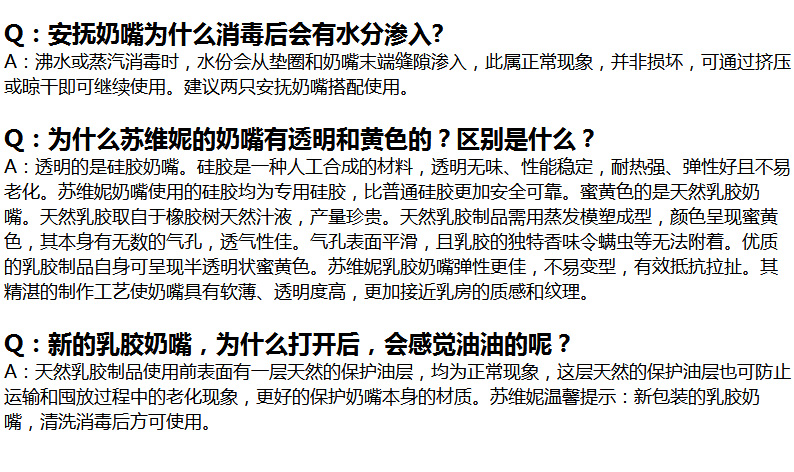 Q：安抚奶嘴为什么消毒后会有水分渗入?
A：沸水或蒸汽消毒时，水份会从垫圈和奶嘴末端缝隙渗入，此属正常现象，并非损坏，可通过挤压
或晾干即可继续使用。建议两只安抚奶嘴搭配使用。
Q：为什么苏维妮的奶嘴有透明和黄色的？区别是什么？
A：透明的是硅胶奶嘴。硅胶是一种人工合成的材料，透明无味、性能稳定，耐热强、弹性好且不易
老化。苏维妮奶嘴使用的硅胶均为专用硅胶，比普通硅胶更加安全可靠。蜜黄色的是天然乳胶奶
嘴。天然乳胶取自于橡胶树天然汁液，产量珍贵。天然乳胶制品需用蒸发模塑成型，颜色呈现蜜黄
色，其本身有无数的气孔，透气性佳。气孔表面平滑，且乳胶的独特香味令螨虫等无法附着。优质
的乳胶制品自身可呈现半透明状蜜黄色。苏维妮乳胶奶嘴弹性更佳，不易变型，有效抵抗拉扯。其
精湛的制作工艺使奶嘴具有软薄、透明度高，更加接近乳房的质感和纹理。
Q：新的乳胶奶嘴，为什么打开后，会感觉油油的呢？
A：天然乳胶制品使用前表面有一层天然的保护油层，均为正常现象，这层天然的保护油层也可防止
运输和囤放过程中的老化现象，更好的保护奶嘴本身的材质。苏维妮温馨提示：新包装的乳胶奶
嘴，清洗消毒后方可使用。